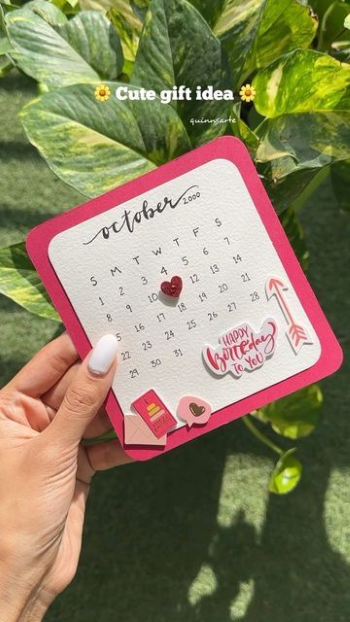 🌼 Cute gift idea 🌼
quinn.arte
october 2000
S M T W T F S
1 2 3 4 5 6 7
8 9 10 12 13 14
16 17 18 19 20 21
22 23 24 25 26 27 28
29 30 31
HAPPY
Birthday
TO YOU